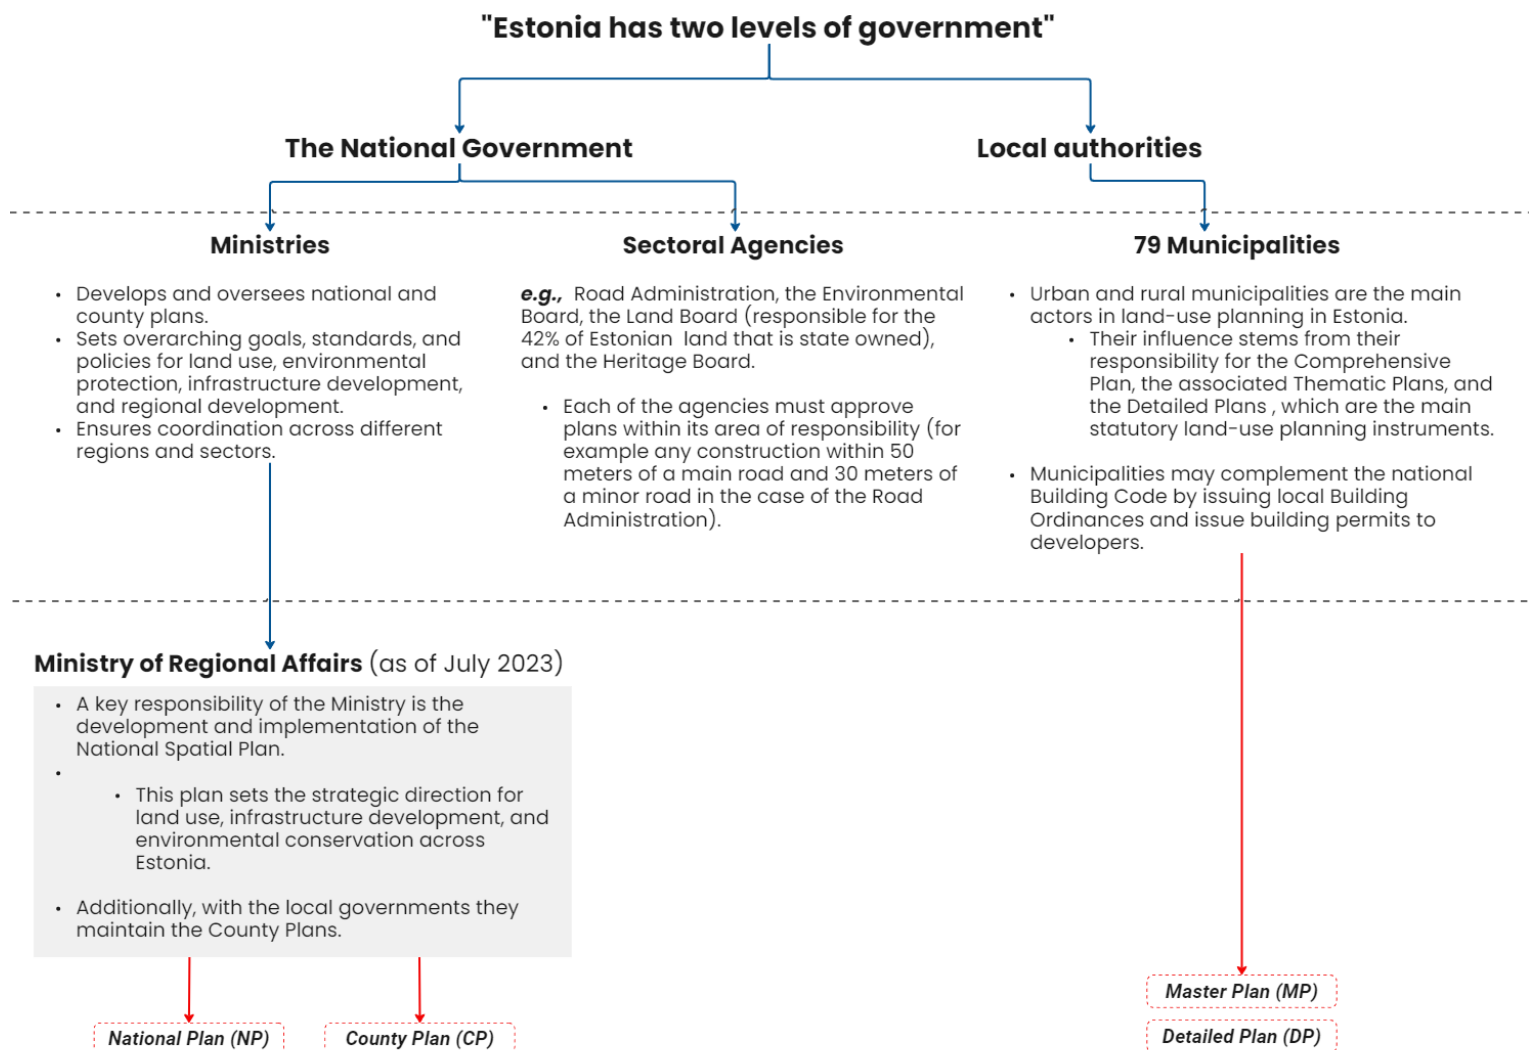 "Estonia has two levels of government"
The National Government
Local authorities
Ministries
• Develops and oversees national and
county plans.
• Sets overarching goals, standards, and
policies for land use, environmental
protection, infrastructure development,
and regional development.
• Ensures coordination across different
regions and sectors.
Sectoral Agencies
e.g., Road Administration, the Environmental
Board, the Land Board (responsible for the
42% of Estonian land that is state owned),
and the Heritage Board.
• Each of the agencies must approve
plans within its area of responsibility (for
example any construction within 50
meters of a main road and 30 meters of
a minor road in the case of the Road
Administration).
79 Municipalities
• Urban and rural municipalities are the main
actors in land-use planning in Estonia.
• Their influence stems from their
responsibility for the Comprehensive
Plan, the associated Thematic Plans, and
the Detailed Plans , which are the main
statutory land-use planning instruments.
• Municipalities may complement the national
Building Code by issuing local Building
Ordinances and issue building permits to
developers.
Ministry of Regional Affairs (as of July 2023)
• A key responsibility of the Ministry is the
development and implementation of the
National Spatial Plan.
•
• This plan sets the strategic direction for
land use, infrastructure development, and
environmental conservation across
Estonia.
• Additionally, with the local governments they
maintain the County Plans.
National Plan (NP)
County Plan (CP)
Master Plan (MP)
Detailed Plan (DP)